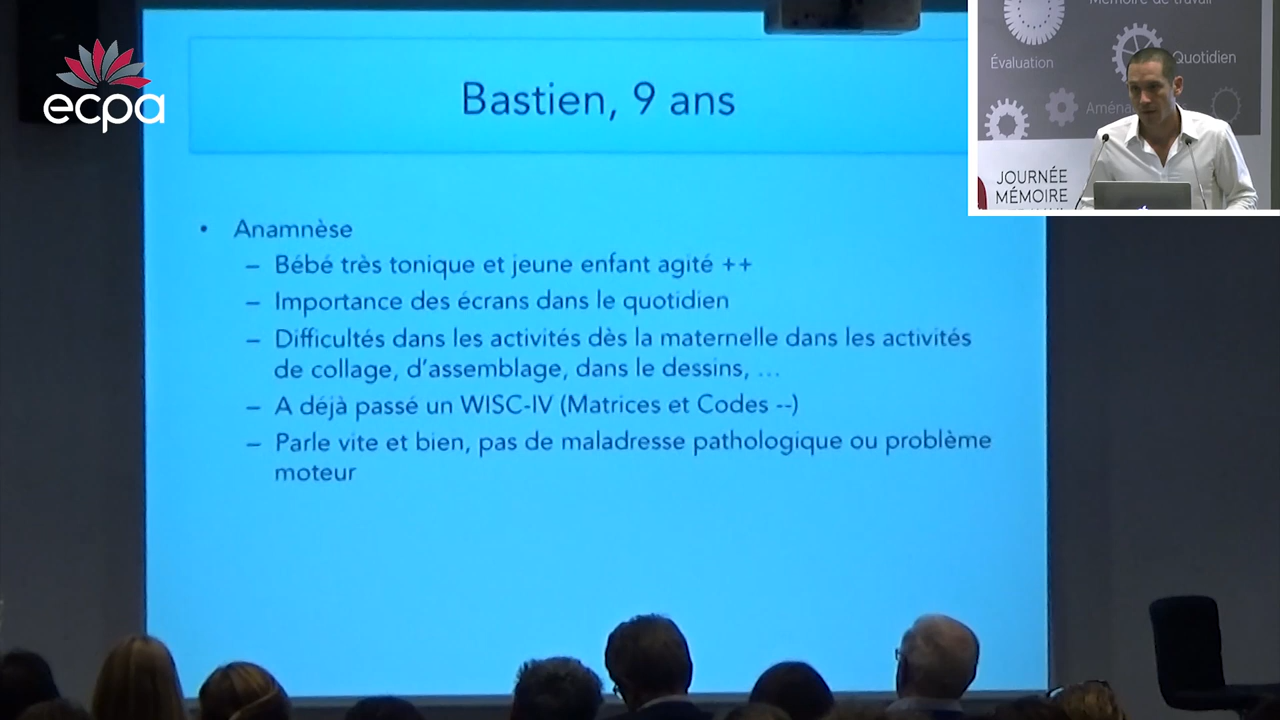 ecpa
Bastien, 9 ans
• Anamnèse
– Bébé très tonique et jeune enfant agité ++
– Importance des écrans dans le quotidien
– Difficultés dans les activités dès la maternelle dans les activités
de collage, d'assemblage, dans le dessins, ...
– A déjà passé un WISC-IV (Matrices et Codes --)
– Parle vite et bien, pas de maladresse pathologique ou problème
moteur
Mémoire de travail
Évaluation
Quotidien
JOURNÉE
MÉMOIRE